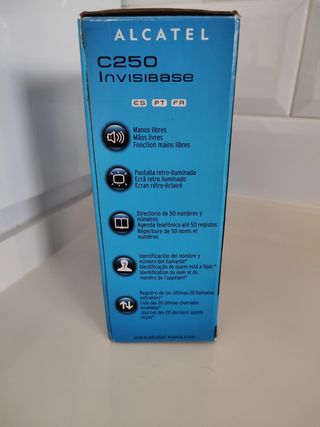 ALCATEL
C250
INVISIBASE
ES PT FR
Manos libres
Mãos livres
Fonction mains libres
Pantalla retro-iluminada
Ecrã retro iluminado
Ecran rétro-éclairé
Directorio de 50 nombres y
números
Agenda telefónica até 50 registos
Répertoire de 50 noms et
numéros
Identificación del nombre y
número del llamante*
Identificação de quem está a ligar*
Identification du nom et du
numéro de l'appelant*
Registro de las últimas 20 llamadas
entrantes*
Lista das 20 últimas chamadas
recebidas*
Journal des 20 derniers appels
reçus*
www.alcatel-home.com